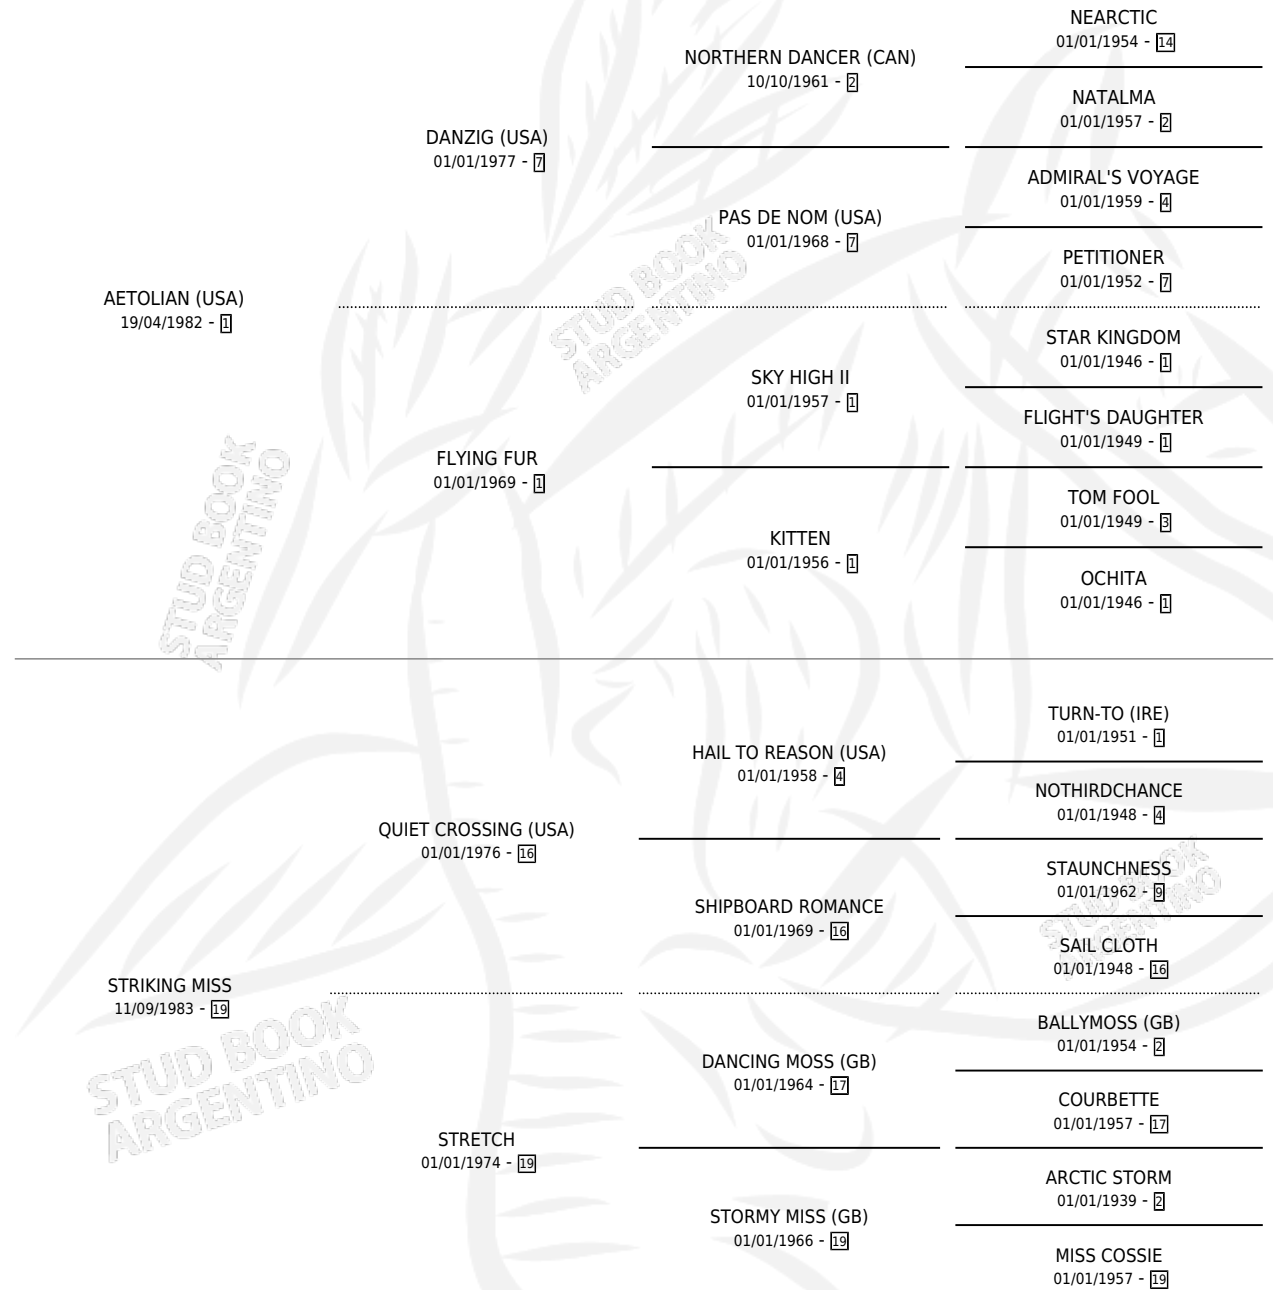 NEARCTIC
01/01/1954 - 14
NORTHERN DANCER (CAN)
10/10/1961 - 2
NATALMA
01/01/1957 - 2
DANZIG (USA)
01/01/1977 - 7
ADMIRAL'S VOYAGE
01/01/1959 - 4
PAS DE NOM (USA)
01/01/1968 - 7
PETITIONER
01/01/1952 - 7
AETOLIAN (USA)
19/04/1982 - 1
STUD BOOK
ARGENTINO
STAR KINGDOM
01/01/1946 - 1
SKY HIGH II
01/01/1957 - 1
FLIGHT'S DAUGHTER
01/01/1949 - 1
FLYING FUR
01/01/1969 - 1
TOM FOOL
01/01/1949 - 3
KITTEN
01/01/1956 - 1
OCHITA
01/01/1946 - 1
STUD BOOK
ARGENTINO
TURN-TO (IRE)
01/01/1951 - 1
HAIL TO REASON (USA)
01/01/1958 - 4
NOTHIRDCHANCE
01/01/1948 - 4
QUIET CROSSING (USA)
01/01/1976 - 16
STAUNCHNESS
01/01/1962 - 9
SHIPBOARD ROMANCE
01/01/1969 - 16
STUD BOOK
ARGENTINO
SAIL CLOTH
01/01/1948 - 16
STRIKING MISS
11/09/1983 - 19
BALLYMOSS (GB)
01/01/1954 - 2
DANCING MOSS (GB)
01/01/1964 - 17
STUD BOOK
ARGENTINO
COURBETTE
01/01/1957 - 17
STRETCH
01/01/1974 - 19
ARCTIC STORM
01/01/1939 - 2
STORMY MISS (GB)
01/01/1966 - 19
MISS COSSIE
01/01/1957 - 19